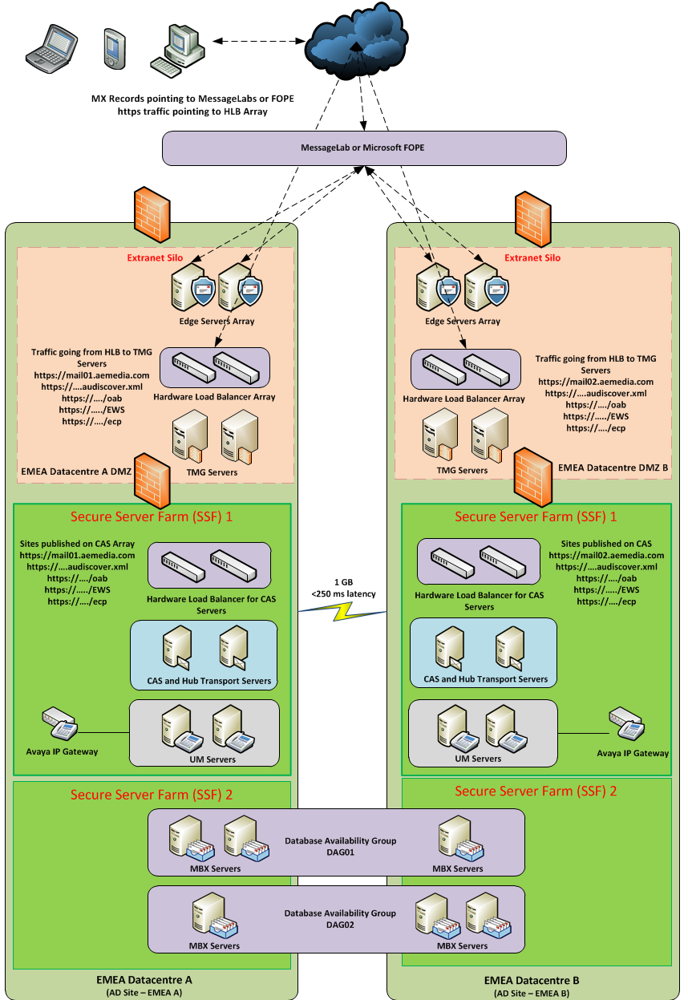 MX Records pointing to MessageLabs or FOPE
https traffic pointing to HLB Array
MessageLab or Microsoft FOPE
Extranet Silo
Edge Servers Array
Traffic going from HLB to TMG
Servers
https://mail01.aemedia.com
https://....audiscover.xml
https://..../oab
https://...../EWS
https://..../ecp
Hardware Load Balancer Array
TMG Servers
EMEA Datacentre A DMZ
Extranet Silo
Edge Servers Array
Traffic going from HLB to TMG
Servers
https://mail02.aemedia.com
https://....audiscover.xml
https://..../oab
https://...../EWS
https://..../ecp
Hardware Load Balancer Array
TMG Servers
EMEA Datacentre DMZ B
Secure Server Farm (SSF) 1
Sites published on CAS Array
https://mail01.aemedia.com
https://....audiscover.xml
https://..../oab
https://...../EWS
https://..../ecp
Hardware Load Balancer for CAS
Servers
CAS and Hub Transport Servers
Avaya IP Gateway
UM Servers
1 GB
<250 ms latency
Secure Server Farm (SSF) 1
Sites published on CAS
https://mail02.aemedia.com
https://....audiscover.xml
https://..../oab
https://...../EWS
https://..../ecp
Hardware Load Balancer for CAS
Servers
CAS and Hub Transport Servers
UM Servers
Avaya IP Gateway
Secure Server Farm (SSF) 2
Secure Server Farm (SSF) 2
MBX Servers
Database Availability Group
DAG01
MBX Servers
MBX Servers
Database Availability Group
DAG02
MBX Servers
EMEA Datacentre A
(AD Site – EMEA A)
EMEA Datacentre B
(AD Site – EMEA B)